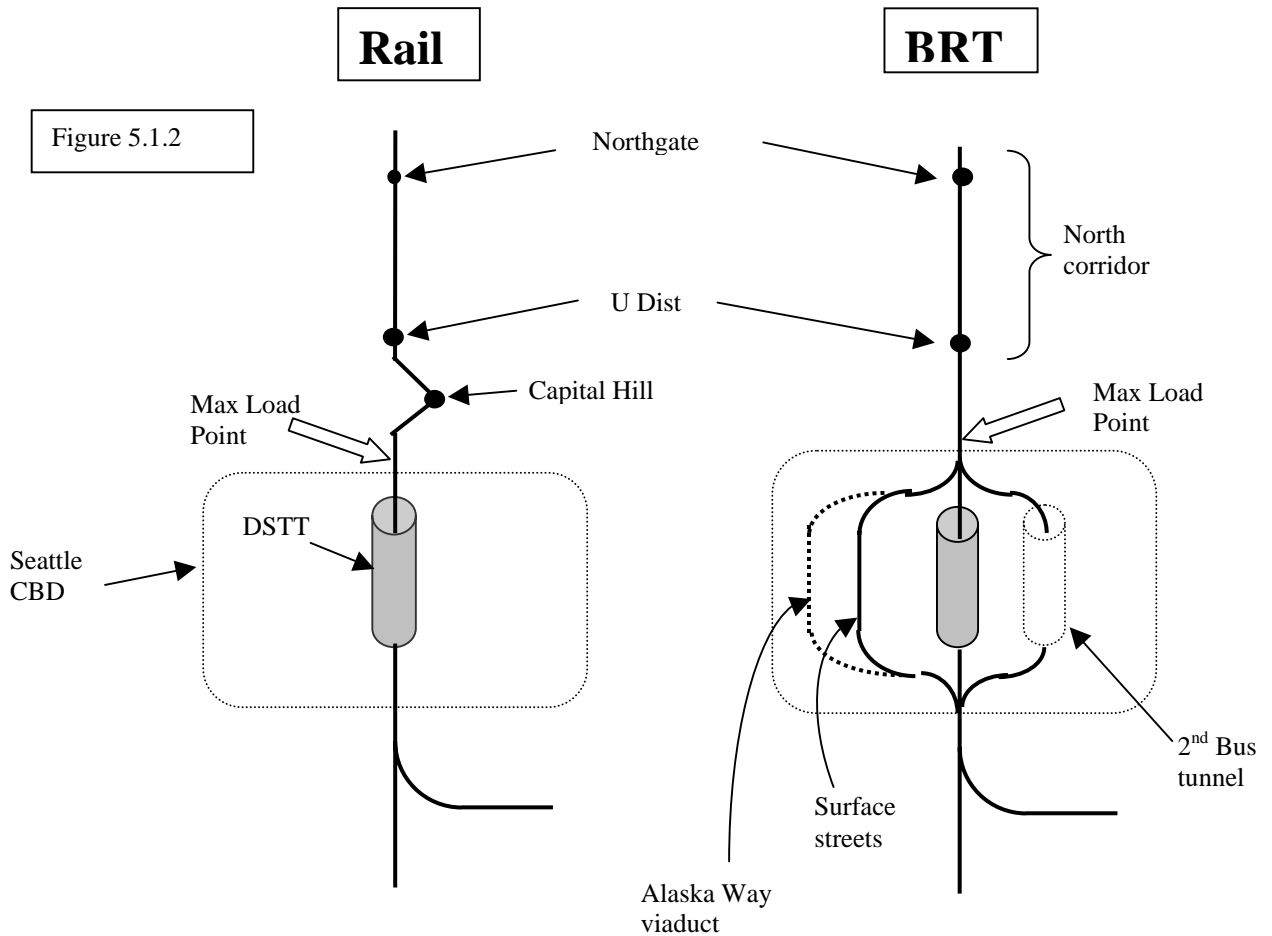 Rail
BRT
Figure 5.1.2
Northgate
North
corridor
U Dist
Capital Hill
Max Load
Point
Max Load
Point
DSTT
Seattle
CBD
2nd Bus
tunnel
Surface
streets
Alaska Way
viaduct